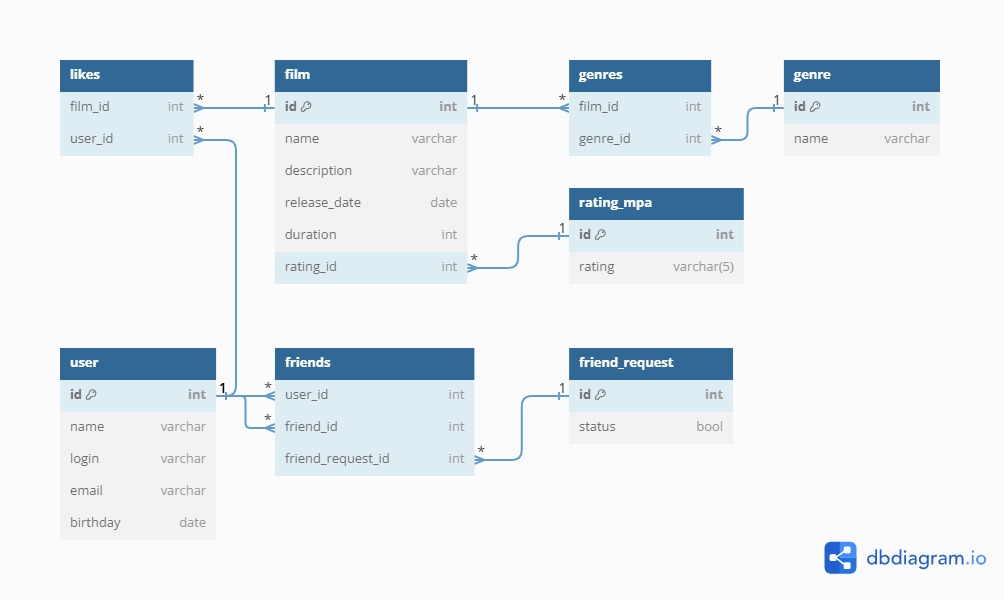 likes
film_id int *
user_id int *
film
1 id int 1
name varchar
description varchar
release_date date
duration int
rating_id int *
genres
* film_id int
genre_id int *
genre
1 id int
name varchar
rating_mpa
1 id int
rating varchar(5)
user
id int 1
name varchar
login varchar
email varchar
birthday date
friends
* user_id int
* friend_id int
friend_request_id int *
friend_request
1 id int
status bool
dbdiagram.io